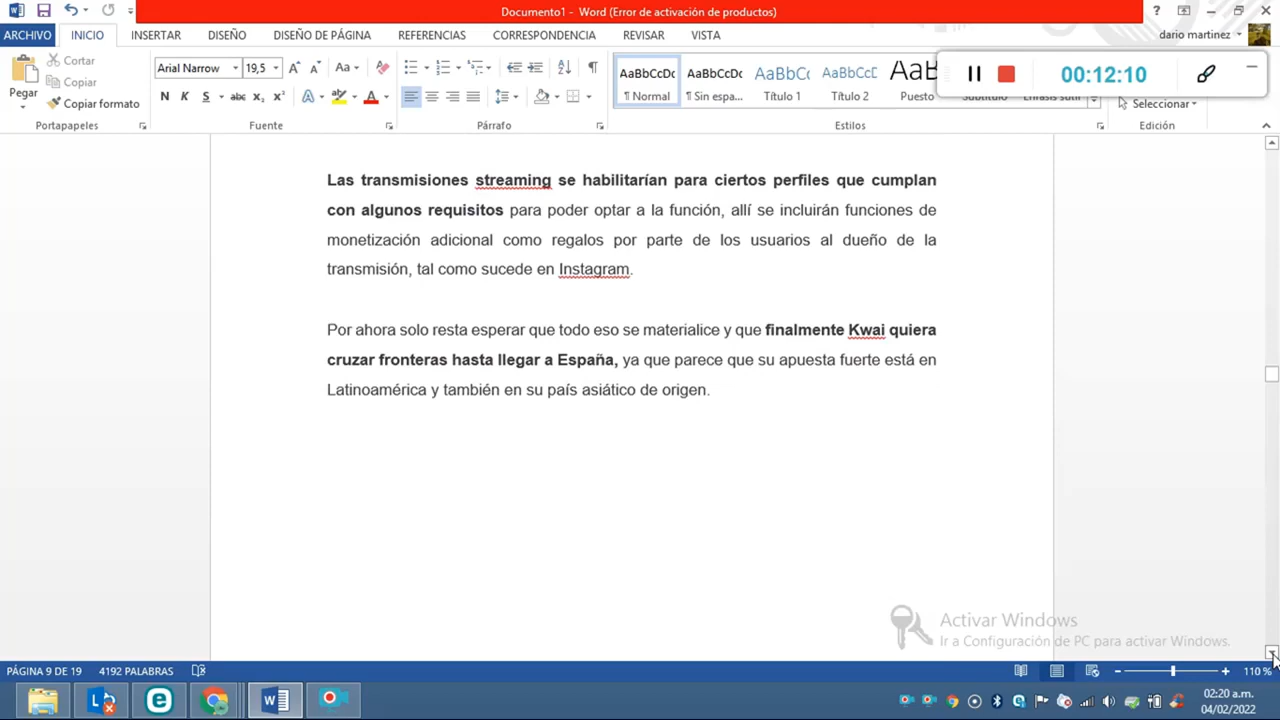 Documento1 - Word (Error de activación de productos)
ARCHIVO INICIO INSERTAR DISEÑO DISEÑO DE PÁGINA REFERENCIAS CORRESPONDENCIA REVISAR VISTA dario martinez
Pegar Cortar
Copiar
Copiar formato
Portapapeles
Arial Narrow 19,5
N K S abc x₂ x²
Fuente
Párrafo
AaBbCcDc AaBbCcDc AaBbC AaBbCcD AaB
¶ Normal ¶ Sin espa... Título 1 Título 2 Puesto
Estilos
00:12:10
Seleccionar
Edición
Las transmisiones streaming se habilitarían para ciertos perfiles que cumplan
con algunos requisitos para poder optar a la función, allí se incluirán funciones de
monetización adicional como regalos por parte de los usuarios al dueño de la
transmisión, tal como sucede en Instagram.
Por ahora solo resta esperar que todo eso se materialice y que finalmente Kwai quiera
cruzar fronteras hasta llegar a España, ya que parece que su apuesta fuerte está en
Latinoamérica y también en su país asiático de origen.
Activar Windows
Ir a Configuración de PC para activar Windows.
PÁGINA 9 DE 19 4192 PALABRAS 110 %
02:20 a.m.
04/02/2022